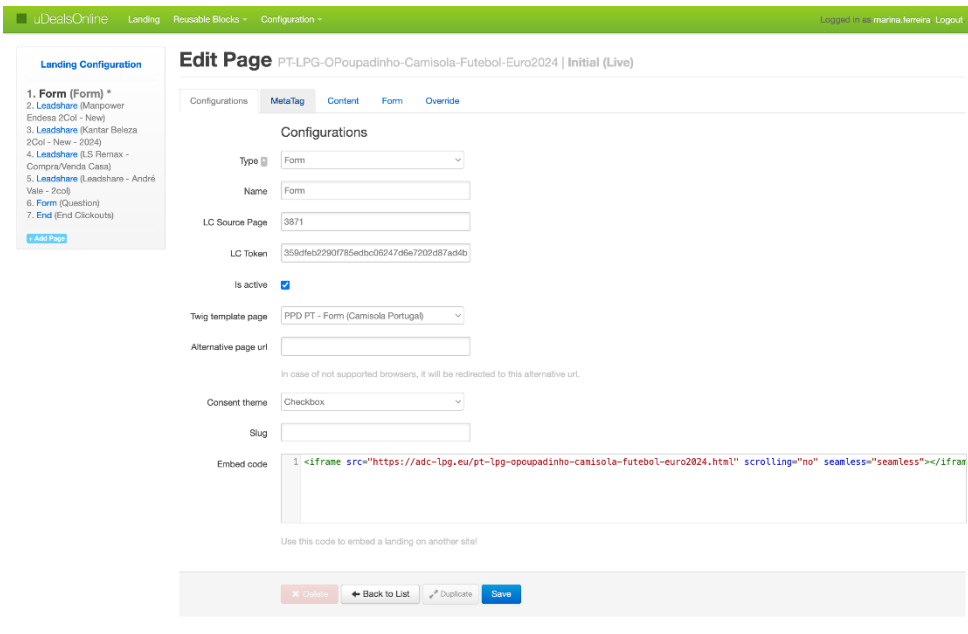 uDealsOnline Landing Reusable Blocks Configuration Logged in as marina.ferreira Logout
Landing Configuration
1. Form (Form) *
2. Leadshare (Manpower
Endesa 2Col - New)
3. Leadshare (Kantar Beleza
2Col - New - 2024)
4. Leadshare (LS Remax -
Compra/Venda Casa)
5. Leadshare (Leadshare - André
Vale - 2col)
6. Form (Question)
7. End (End Clickouts)
+ Add Page
Edit Page PT-LPG-OPoupadinho-Camisola-Futebol-Euro2024 | Initial (Live)
Configurations MetaTag Content Form Override
Configurations
Type Form
Name Form
LC Source Page 3871
LC Token 359dfeb2290f785edbc06247d6e7202d87ad4b
Is active
Twig template page PPD PT - Form (Camisola Portugal)
Alternative page url
In case of not supported browsers, it will be redirected to this alternative url.
Consent theme Checkbox
Slug
Embed code 1 <iframe src="https://adc-lpg.eu/pt-lpg-opoupadinho-camisola-futebol-euro2024.html" scrolling="no" seamless="seamless"></ifram
Use this code to embed a landing on another site!
Delete Back to List Duplicate Save